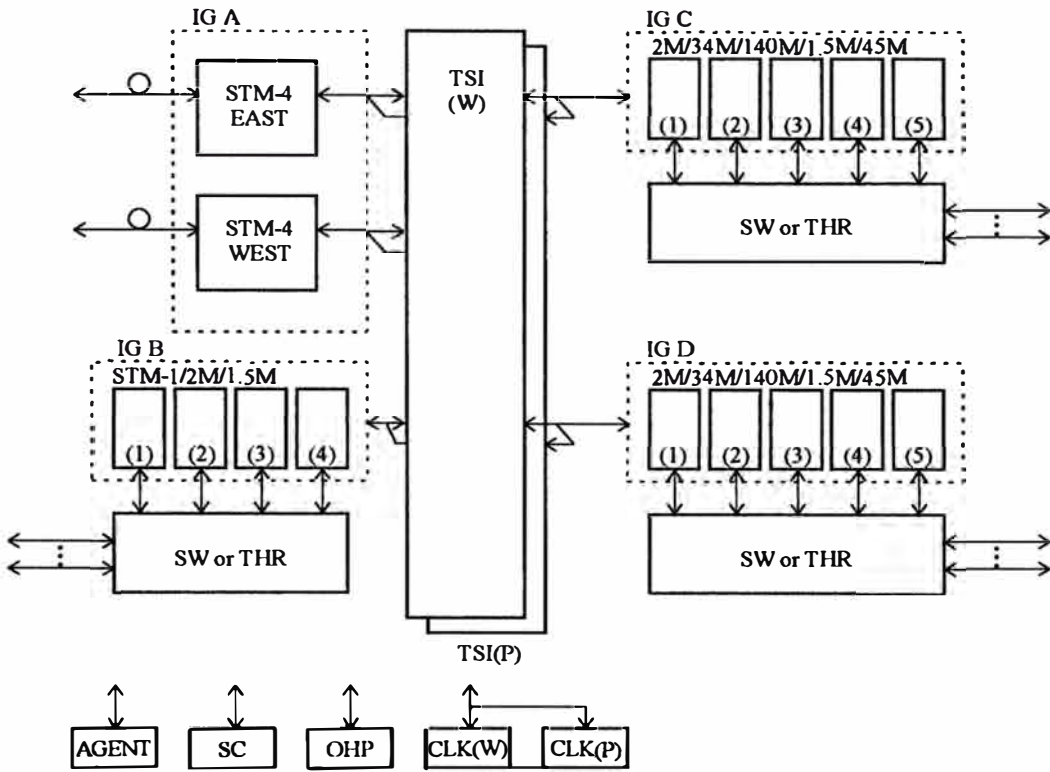 IG A
STM-4
EAST
STM-4
WEST
IG B
STM-1/2M/1.5M
(1) (2) (3) (4)
SW or THR
TSI
(W)
TSI(P)
IG C
2M/34M/140M/1.5M/45M
(1) (2) (3) (4) (5)
SW or THR
IG D
2M/34M/140M/1.5M/45M
(1) (2) (3) (4) (5)
SW or THR
AGENT
SC
OHP
CLK(W)
CLK(P)